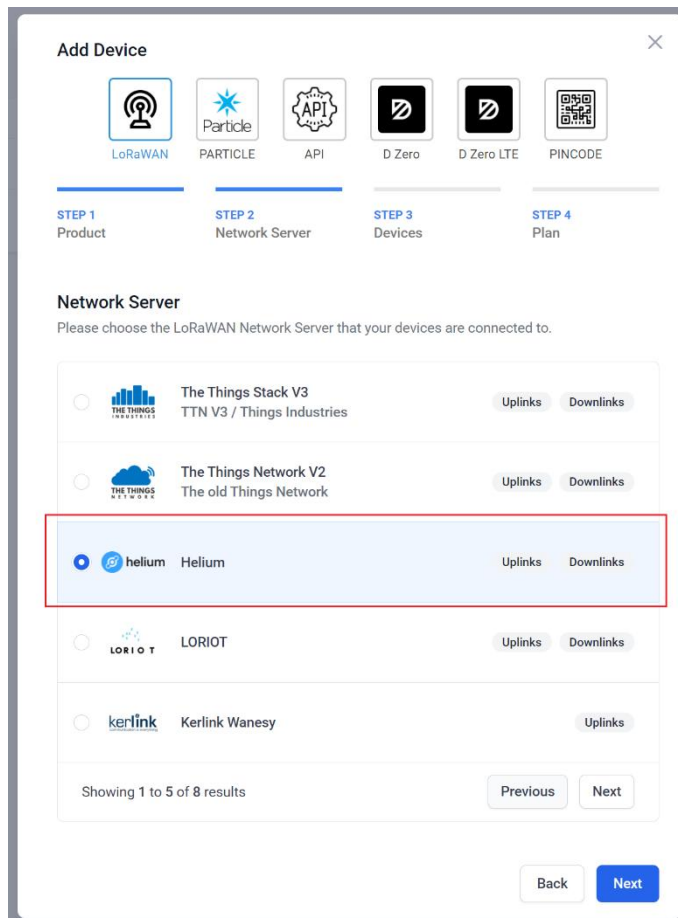 Add Device
Particle
API
LoRaWAN
PARTICLE
API
D Zero
D Zero LTE
PINCODE
STEP 1
Product
STEP 2
Network Server
STEP 3
Devices
STEP 4
Plan
Network Server
Please choose the LoRaWAN Network Server that your devices are connected to.
THE THINGS
INDUSTRIES
The Things Stack V3
TTN V3 / Things Industries
Uplinks
Downlinks
THE THINGS
NETWORK
The Things Network V2
The old Things Network
Uplinks
Downlinks
helium
Helium
Uplinks
Downlinks
LORIOT
LORIOT
Uplinks
Downlinks
kerlink
Kerlink Wanesy
Uplinks
Showing 1 to 5 of 8 results
Previous
Next
Back
Next